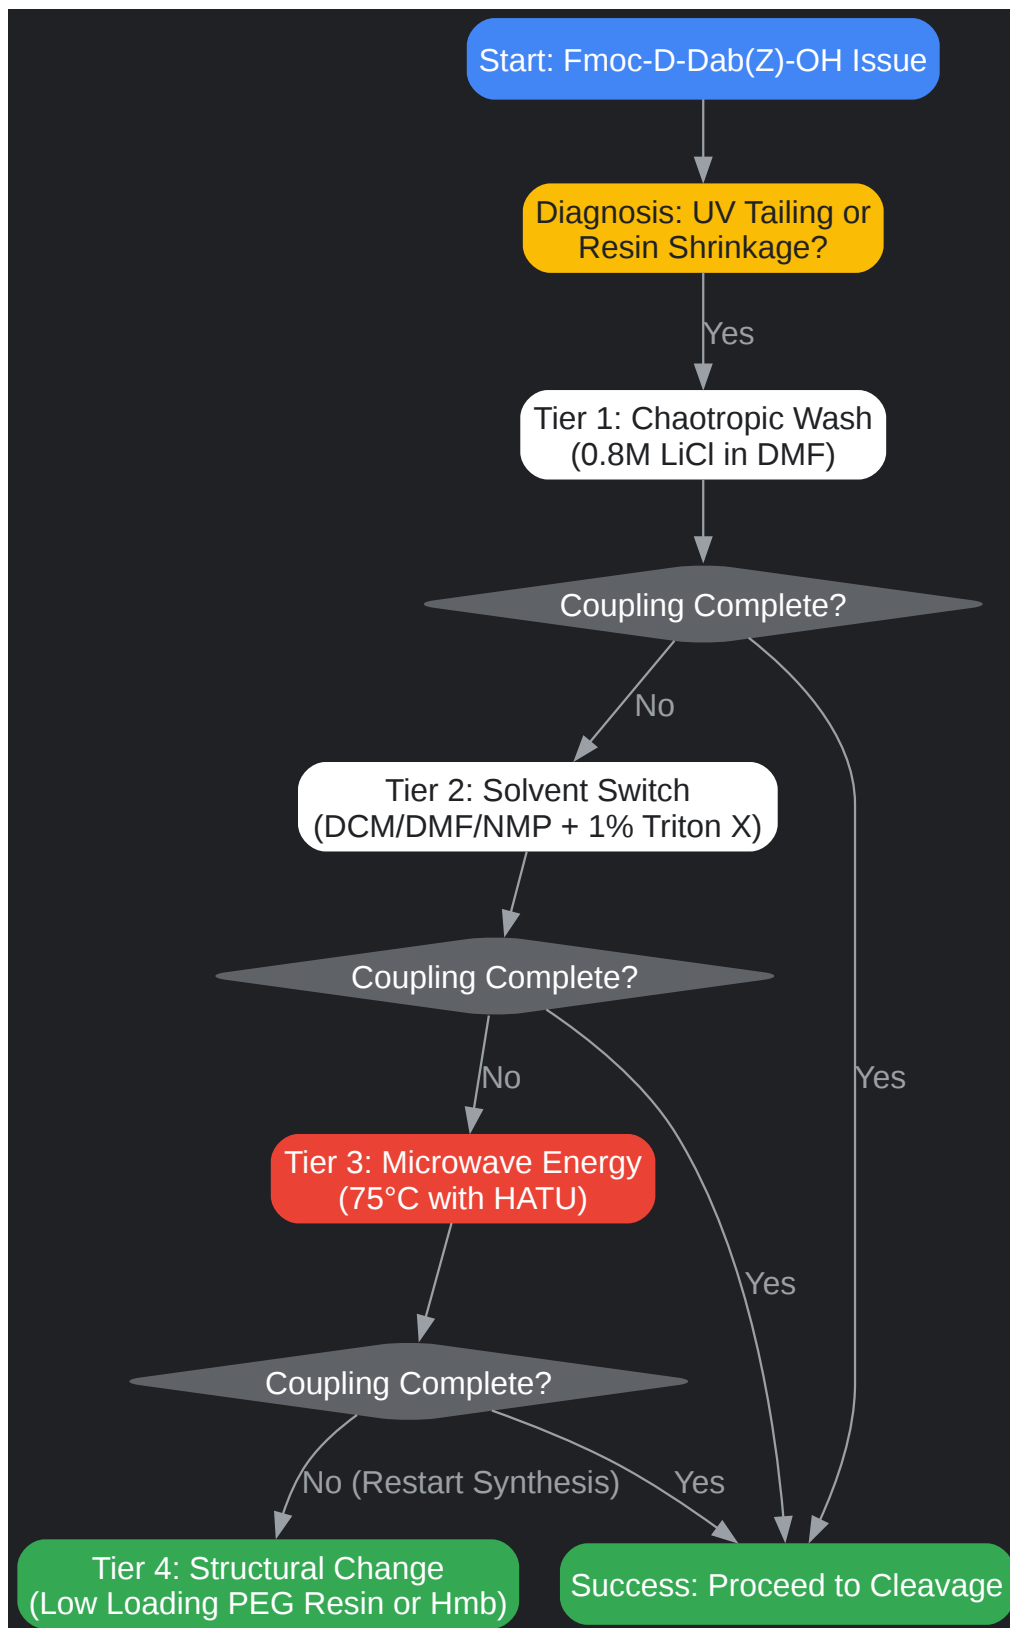 Start: Fmoc-D-Dab(Z)-OH Issue
Diagnosis: UV Tailing or
Resin Shrinkage?
Yes
Tier 1: Chaotropic Wash
(0.8M LiCl in DMF)
Coupling Complete?
No
Tier 2: Solvent Switch
(DCM/DMF/NMP + 1% Triton X)
Coupling Complete?
No
Yes
Tier 3: Microwave Energy
(75°C with HATU)
Yes
Coupling Complete?
No (Restart Synthesis)
Yes
Tier 4: Structural Change
(Low Loading PEG Resin or Hmb)
Success: Proceed to Cleavage